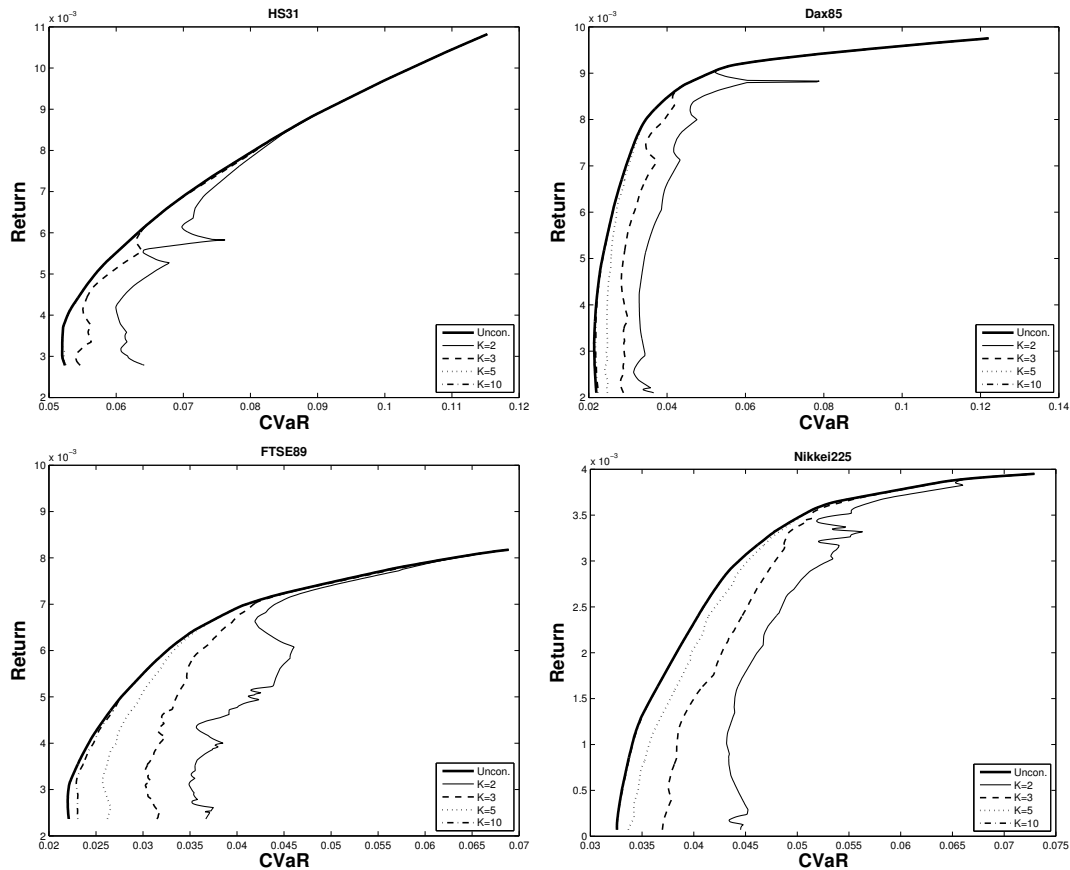 HS31
x 10⁻³
11
10
9
8
7
6
5
4
3
2
Return
0.05 0.06 0.07 0.08 0.09 0.1 0.11 0.12
CVaR
Uncon.
K=2
K=3
K=5
K=10
Dax85
x 10⁻³
10
9
8
7
6
5
4
3
2
Return
0.02 0.04 0.06 0.08 0.1 0.12 0.14
CVaR
Uncon.
K=2
K=3
K=5
K=10
FTSE89
x 10⁻³
10
9
8
7
6
5
4
3
2
Return
0.02 0.025 0.03 0.035 0.04 0.045 0.05 0.055 0.06 0.065 0.07
CVaR
Uncon.
K=2
K=3
K=5
K=10
Nikkei225
x 10⁻³
4
3.5
3
2.5
2
1.5
1
0.5
0
Return
0.03 0.035 0.04 0.045 0.05 0.055 0.06 0.065 0.07 0.075
CVaR
Uncon.
K=2
K=3
K=5
K=10